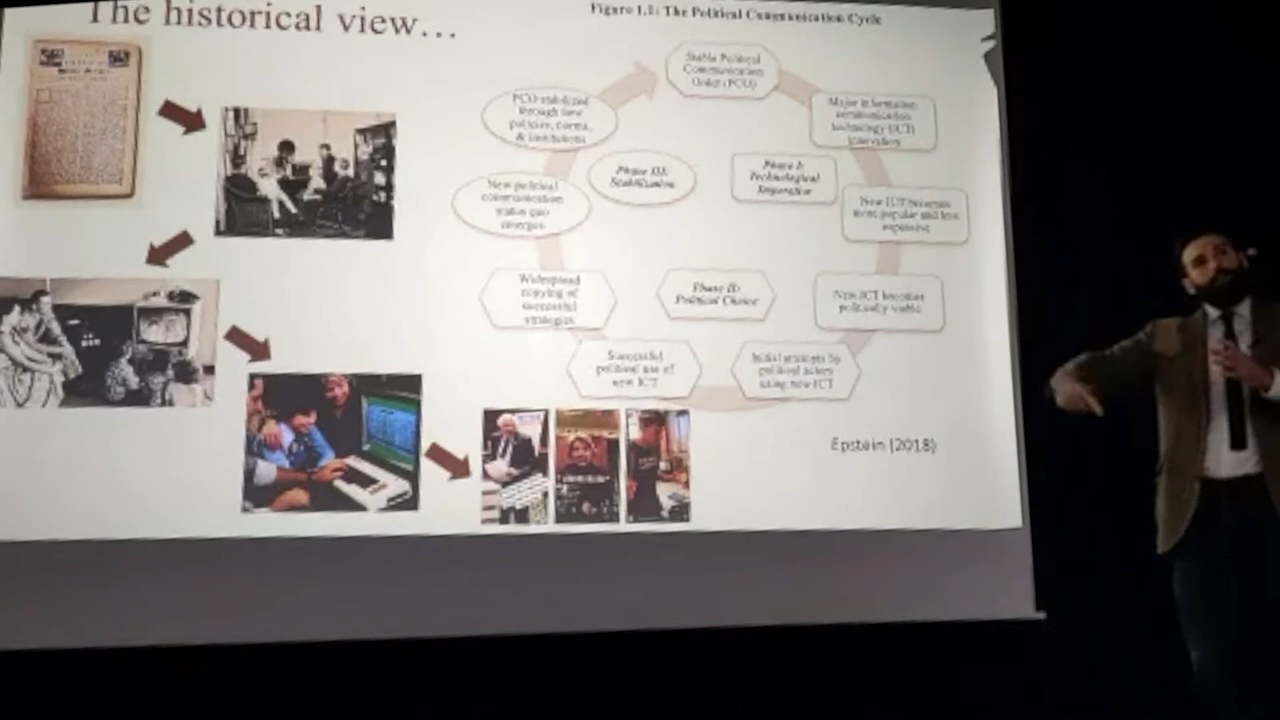 The historical view...
Figure 1.1: The Political Communication Cycle
Stable Political
Communication
Order (PCO)
Major information
communication
technology (ICT)
innovation
New ICT becomes
more popular and less
expensive
New ICT becomes
politically viable
Initial attempts by
political actors
using new ICT
Successful
political use of
new ICT
Widespread
copying of
successful
strategies
New political
communication
status quo
emerges
PCO stabilized
through new
policies, norms,
& institutions
Phase III:
Stabilization
Phase I:
Technological
Imperative
Phase II:
Political Choice
Epstein (2018)